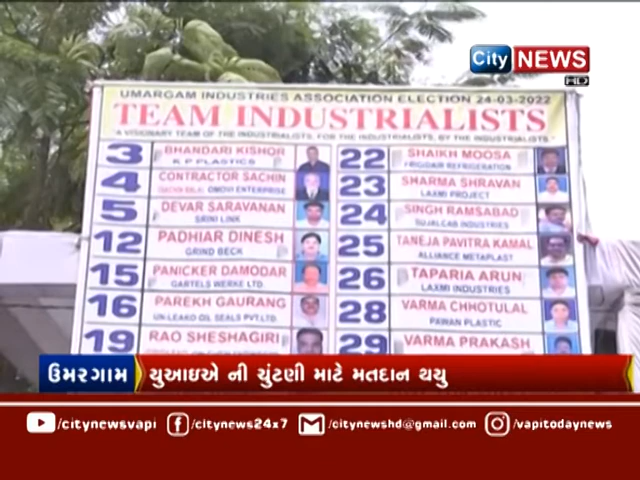 City NEWS
HD
UMARGAM INDUSTRIES ASSOCIATION ELECTION 24-03-2022
TEAM INDUSTRIALISTS
"A VISIONARY TEAM OF THE INDUSTRIALISTS, FOR THE INDUSTRIALISTS, BY THE INDUSTRIALISTS."
3 BHANDARI KISHOR
K P PLASTICS
4 CONTRACTOR SACHIN
OMOVI ENTERPRISE
5 DEVAR SARAVANAN
SRINI LINK
12 PADHIAR DINESH
GRIND BECK
15 PANICKER DAMODAR
GARTELS WERKE LTD.
16 PAREKH GAURANG
UN-LEAKO OIL SEALS PVT.LTD.
19 RAO SHESHAGIRI
22 SHAIKH MOOSA
FRIGIDAIR REFRIGERATION
23 SHARMA SHRAVAN
LAXMI PROJECT
24 SINGH RAMSABAD
SUJALCAB INDUSTRIES
25 TANEJA PAVITRA KAMAL
ALLIANCE METAPLAST
26 TAPARIA ARUN
LAXMI INDUSTRIES
28 VARMA CHHOTULAL
PAWAN PLASTIC
29 VARMA PRAKASH
ઉમરગામ યુઆઇએ ની ચુંટણી માટે મતદાન થયુ
/citynewsvapi /citynews24x7 /citynewshd@gmail.com /vapitodaynews